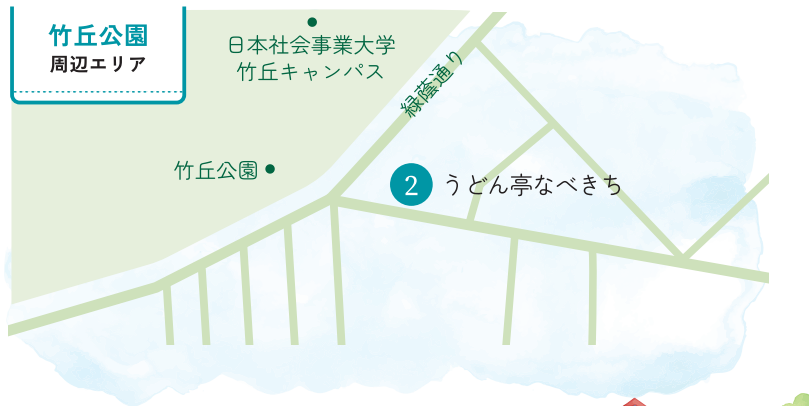 竹丘公園
周辺エリア
日本社会事業大学
竹丘キャンパス
緑蔭通り
竹丘公園
2 うどん亭なべきち